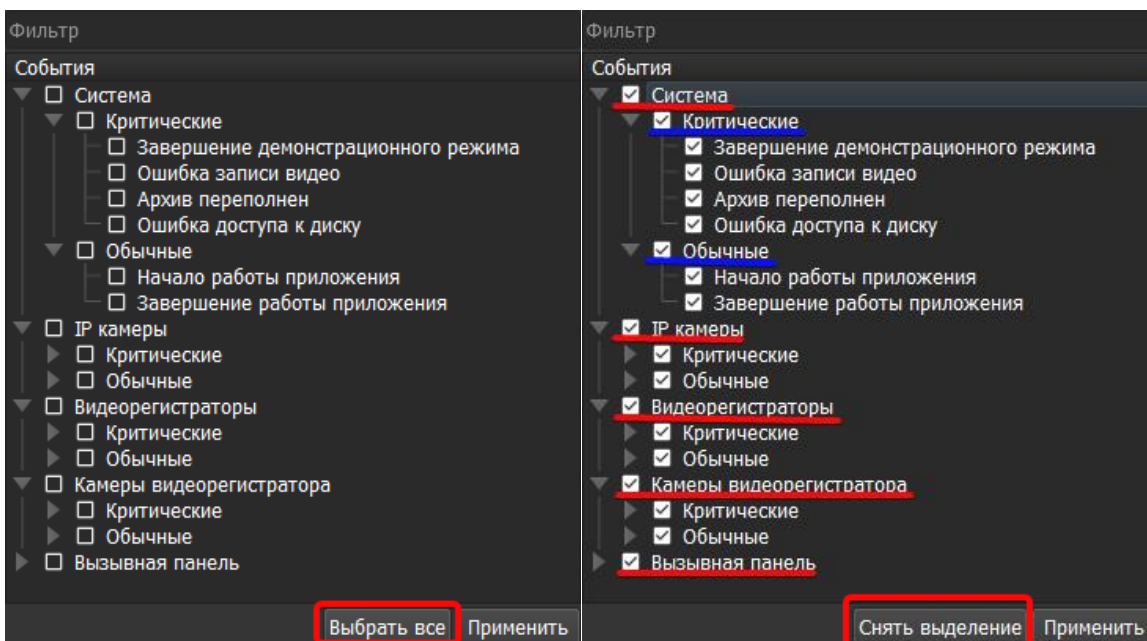 Фильтр
События
Система
Критические
Завершение демонстрационного режима
Ошибка записи видео
Архив переполнен
Ошибка доступа к диску
Обычные
Начало работы приложения
Завершение работы приложения
IP камеры
Критические
Обычные
Видеорегистраторы
Критические
Обычные
Камеры видеорегистратора
Критические
Обычные
Вызывная панель
Выбрать все Применить
Фильтр
События
Система
Критические
Завершение демонстрационного режима
Ошибка записи видео
Архив переполнен
Ошибка доступа к диску
Обычные
Начало работы приложения
Завершение работы приложения
IP камеры
Критические
Обычные
Видеорегистраторы
Критические
Обычные
Камеры видеорегистратора
Критические
Обычные
Вызывная панель
Снять выделение Применить